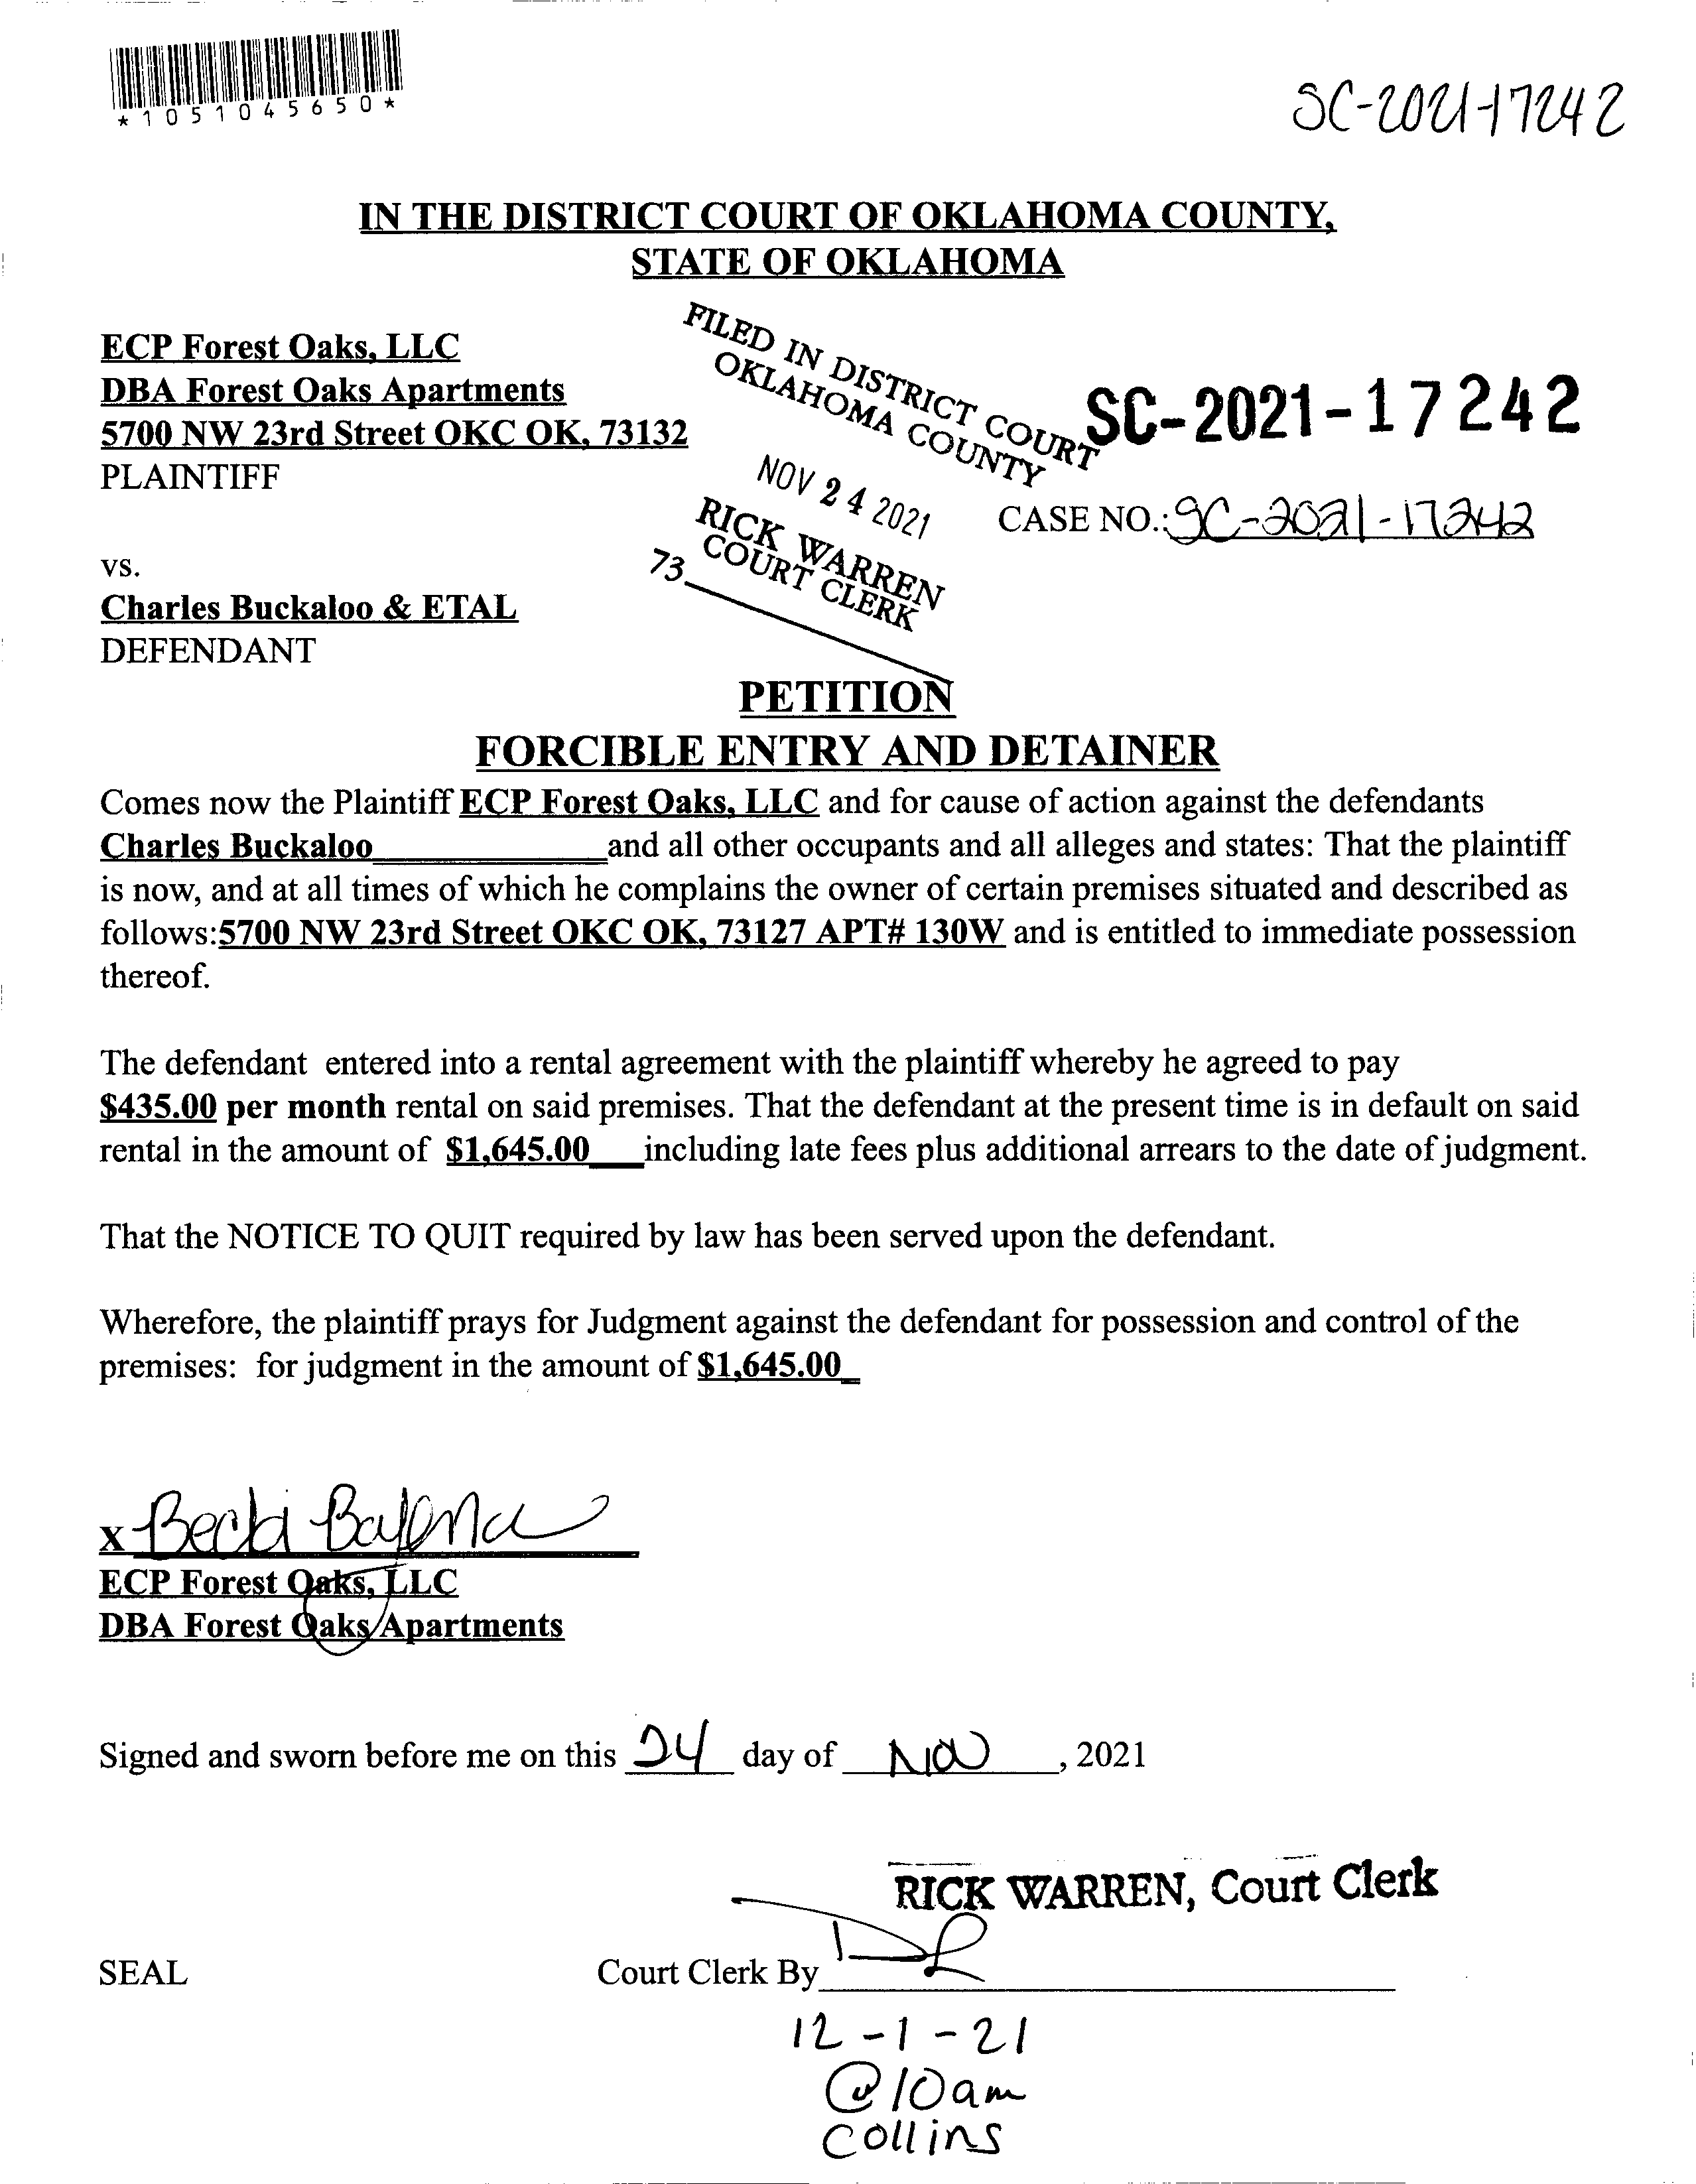 *1051045650*
SC-2021-17242
IN THE DISTRICT COURT OF OKLAHOMA COUNTY,
STATE OF OKLAHOMA
ECP Forest Oaks, LLC
DBA Forest Oaks Apartments
5700 NW 23rd Street OKC OK, 73132
PLAINTIFF
FILED IN DISTRICT COURT
OKLAHOMA COUNTY
NOV 24 2021
RICK WARREN
COURT CLERK
73
SC-2021-17242
CASE NO.: SC-2021-17242
vs.
Charles Buckaloo & ETAL
DEFENDANT
PETITION
FORCIBLE ENTRY AND DETAINER
Comes now the Plaintiff ECP Forest Oaks, LLC and for cause of action against the defendants
Charles Buckaloo and all other occupants and all alleges and states: That the plaintiff
is now, and at all times of which he complains the owner of certain premises situated and described as
follows:5700 NW 23rd Street OKC OK, 73127 APT# 130W and is entitled to immediate possession
thereof.
The defendant entered into a rental agreement with the plaintiff whereby he agreed to pay
$435.00 per month rental on said premises. That the defendant at the present time is in default on said
rental in the amount of $1,645.00 including late fees plus additional arrears to the date of judgment.
That the NOTICE TO QUIT required by law has been served upon the defendant.
Wherefore, the plaintiff prays for Judgment against the defendant for possession and control of the
premises: for judgment in the amount of $1,645.00
x
ECP Forest Oaks, LLC
DBA Forest Oaks Apartments
Signed and sworn before me on this 24 day of Nov, 2021
RICK WARREN, Court Clerk
SEAL Court Clerk By
12-1-21
@10am
Collins